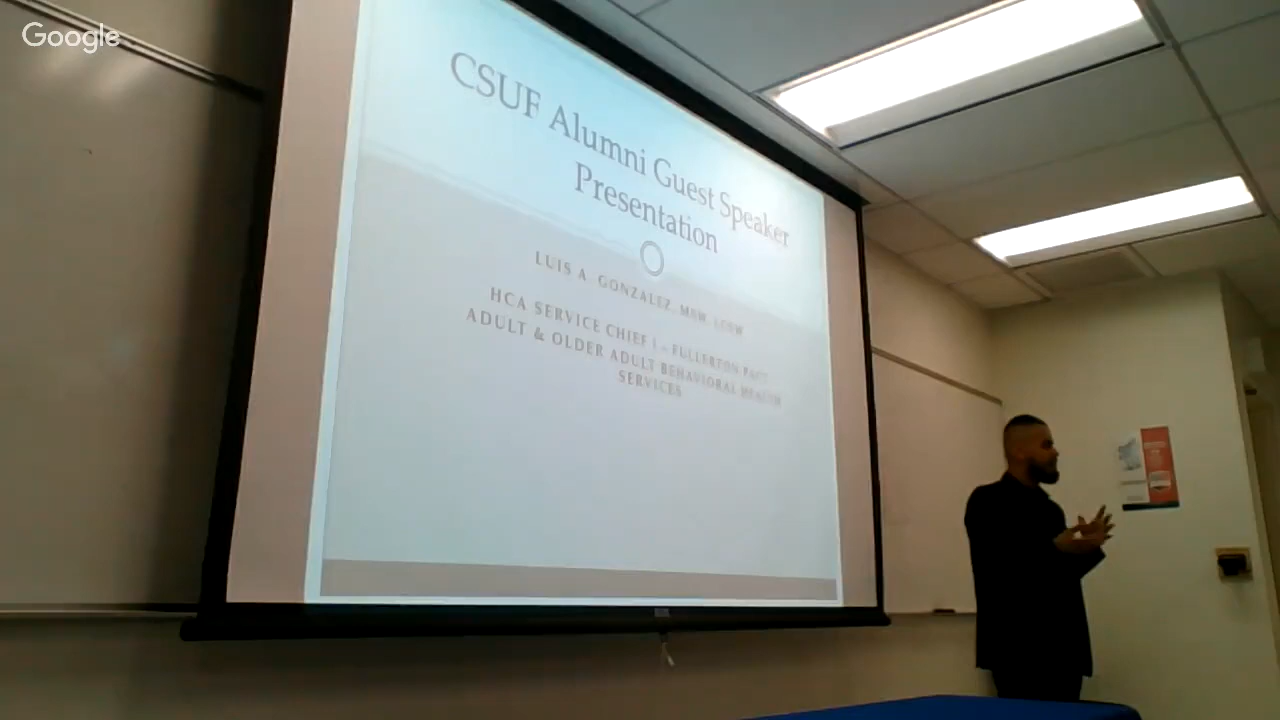 Google
CSUF Alumni Guest Speaker
Presentation
LUIS A. GONZALEZ, MSW, LCSW
HCA SERVICE CHIEF I - FULLERTON PACT
ADULT & OLDER ADULT BEHAVIORAL HEALTH
SERVICES